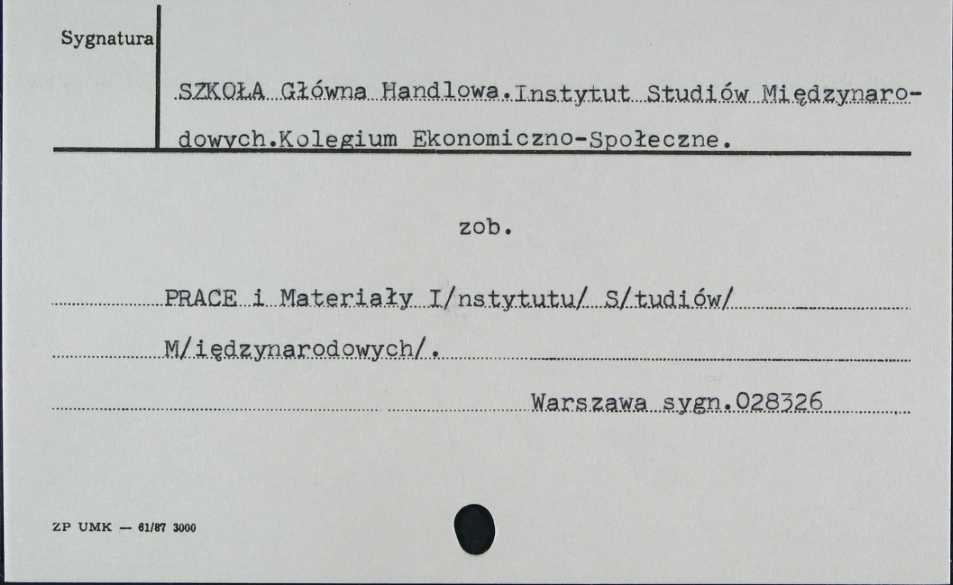 Sygnatura
SZKOŁA Główna Handlowa.Instytut Studiów Międzynaro-
dowych.Kolegium Ekonomiczno-Społeczne.
zob.
PRACE i Materiały I/nstytutu/ S/tudiów/
M/iędzynarodowych/.
Warszawa sygn.028326
ZP UMK — 61/87 3000